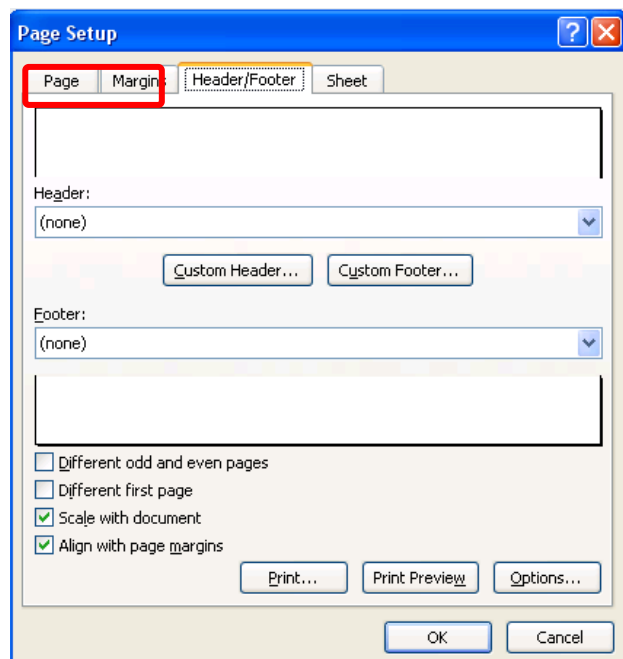 Page Setup
Page Margins Header/Footer Sheet
Header:
(none)
Custom Header... Custom Footer...
Footer:
(none)
Different odd and even pages
Different first page
Scale with document
Align with page margins
Print... Print Preview Options...
OK Cancel